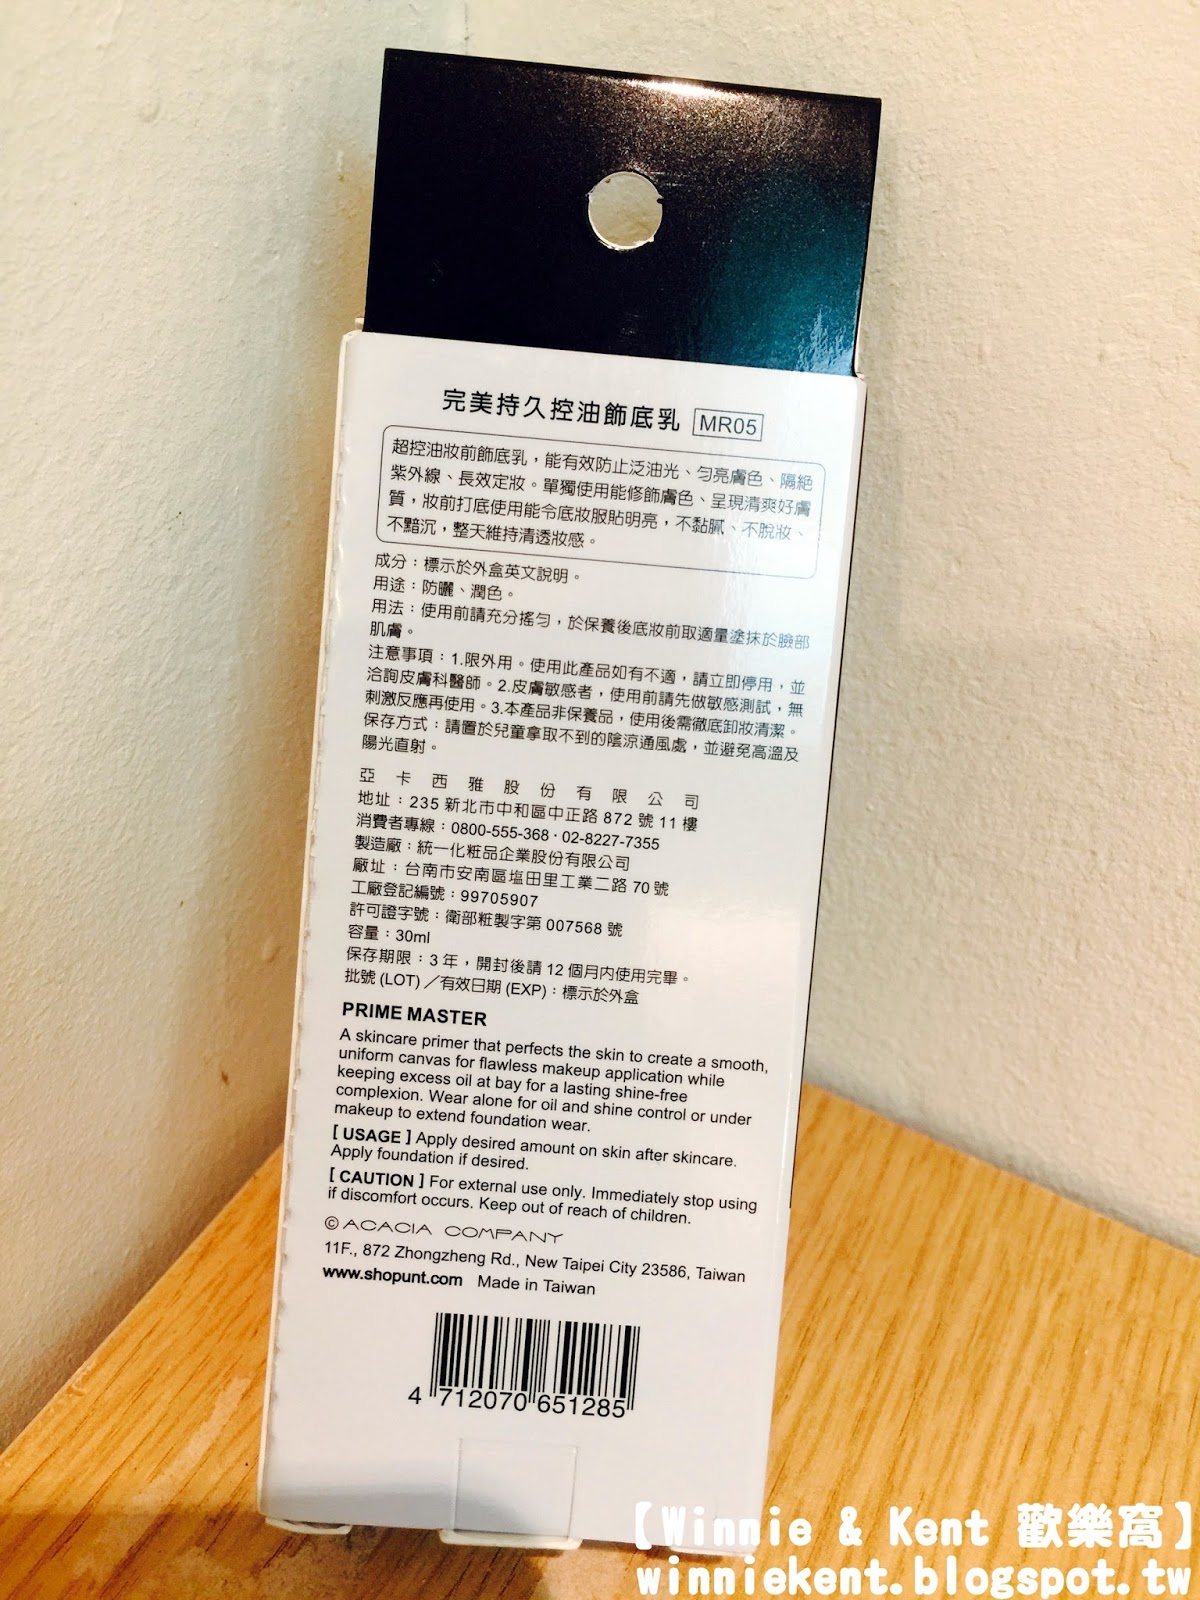 完美持久控油飾底乳 MR05
超控油妝前飾底乳，能有效防止泛油光、勻亮膚色、隔絕
紫外線、長效定妝。單獨使用能修飾膚色、呈現清爽好膚
質，妝前打底使用能令底妝服貼明亮，不黏膩、不脫妝、
不黯沉，整天維持清透妝感。
成分：標示於外盒英文說明。
用途：防曬、潤色。
用法：使用前請充分搖勻，於保養後底妝前取適量塗抹於臉部
肌膚。
注意事項：1.限外用。使用此產品如有不適，請立即停用，並
洽詢皮膚科醫師。2.皮膚敏感者，使用前請先做敏感測試，無
刺激反應再使用。3.本產品非保養品，使用後需徹底卸妝清潔。
保存方式：請置於兒童拿取不到的陰涼通風處，並避免高溫及
陽光直射。
亞卡西雅股份有限公司
地址：235 新北市中和區中正路 872 號 11 樓
消費者專線：0800-555-368 · 02-8227-7355
製造廠：統一化粧品企業股份有限公司
廠址：台南市安南區塩田里工業二路 70 號
工廠登記編號：99705907
許可證字號：衛部粧製字第 007568 號
容量：30ml
保存期限：3 年，開封後請 12 個月內使用完畢。
批號 (LOT) ／有效日期 (EXP)：標示於外盒
PRIME MASTER
A skincare primer that perfects the skin to create a smooth,
uniform canvas for flawless makeup application while
keeping excess oil at bay for a lasting shine-free
complexion. Wear alone for oil and shine control or under
makeup to extend foundation wear.
[ USAGE ] Apply desired amount on skin after skincare.
Apply foundation if desired.
[ CAUTION ] For external use only. Immediately stop using
if discomfort occurs. Keep out of reach of children.
© ACACIA COMPANY
11F., 872 Zhongzheng Rd., New Taipei City 23586, Taiwan
www.shopunt.com Made in Taiwan
4 712070 651285
【Winnie & Kent 歡樂窩】
winniekent.blogspot.tw